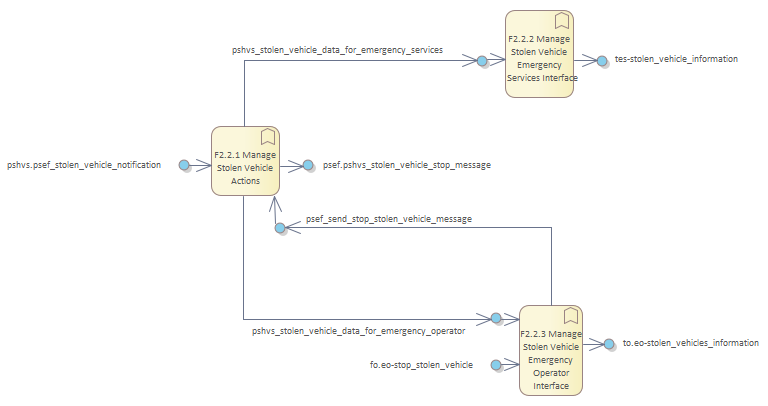 F2.2.2 Manage
Stolen Vehicle
Emergency
Services Interface
pshvs_stolen_vehicle_data_for_emergency_services
tes-stolen_vehicle_information
F2.2.1 Manage
Stolen Vehicle
Actions
pshvs.psef_stolen_vehicle_notification
psef.pshvs_stolen_vehicle_stop_message
psef_send_stop_stolen_vehicle_message
pshvs_stolen_vehicle_data_for_emergency_operator
F2.2.3 Manage
Stolen Vehicle
Emergency
Operator
Interface
to.eo-stolen_vehicles_information
fo.eo-stop_stolen_vehicle